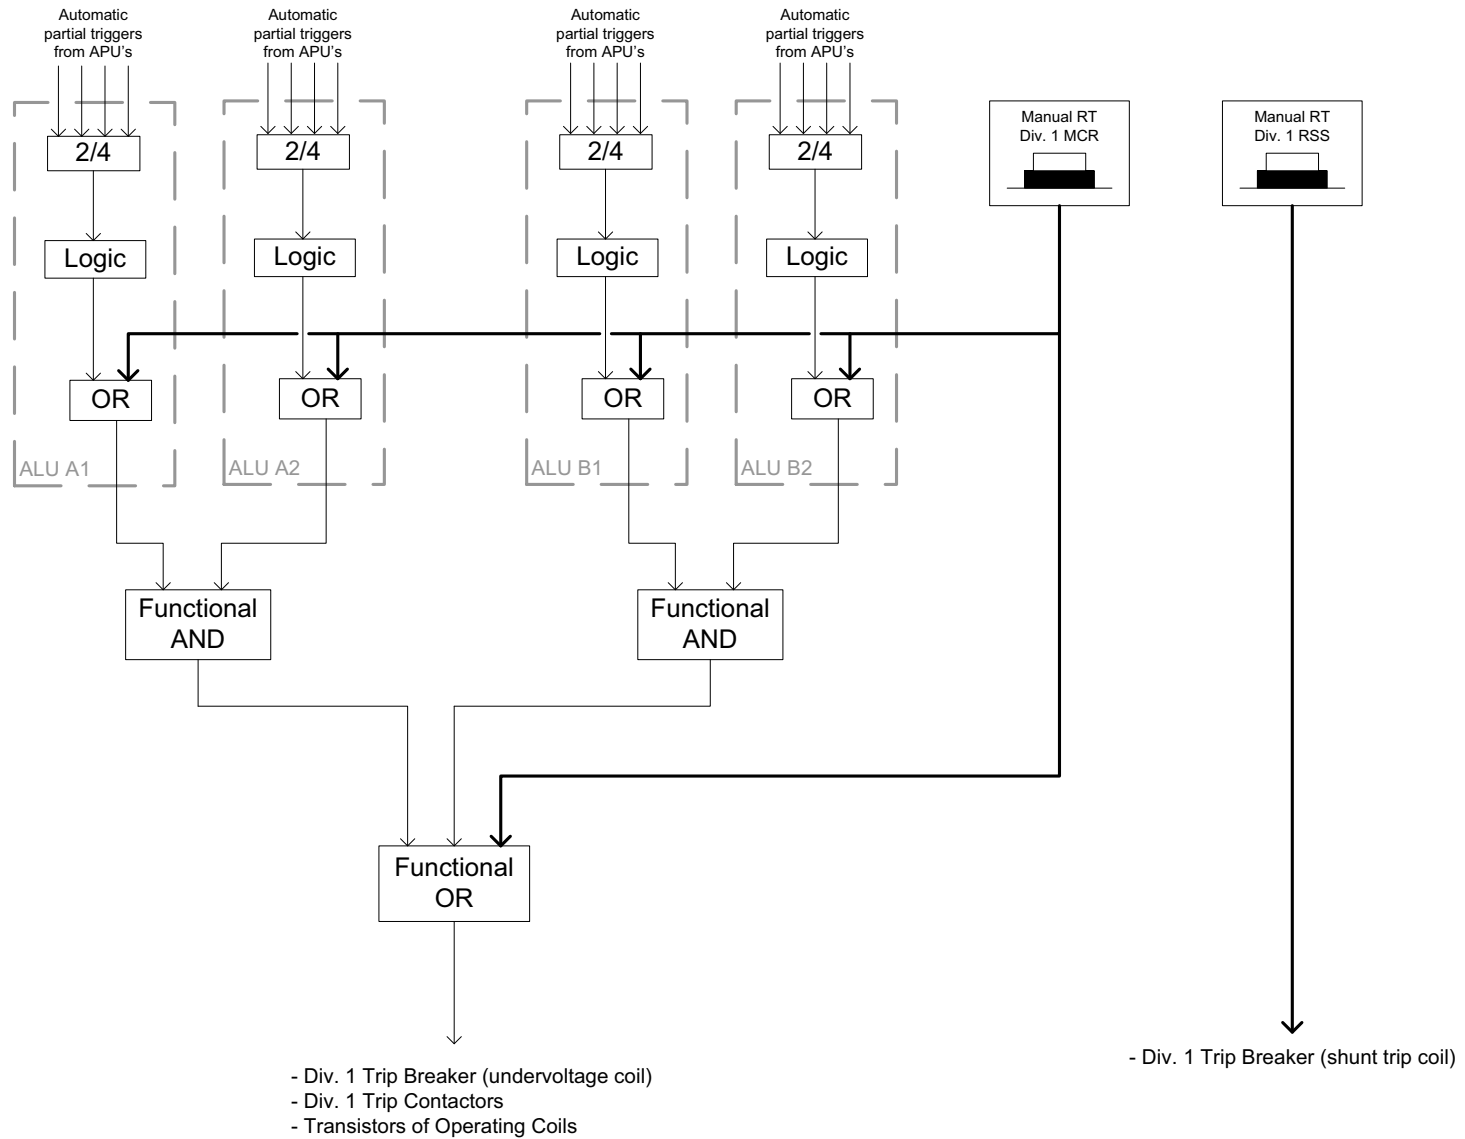 Automatic
partial triggers
from APU's
Automatic
partial triggers
from APU's
Automatic
partial triggers
from APU's
Automatic
partial triggers
from APU's
Manual RT
Div. 1 MCR
Manual RT
Div. 1 RSS
2/4
2/4
2/4
2/4
Logic
Logic
Logic
Logic
OR
OR
OR
OR
ALU A1
ALU A2
ALU B1
ALU B2
Functional
AND
Functional
AND
Functional
OR
- Div. 1 Trip Breaker (shunt trip coil)
- Div. 1 Trip Breaker (undervoltage coil)
- Div. 1 Trip Contactors
- Transistors of Operating Coils